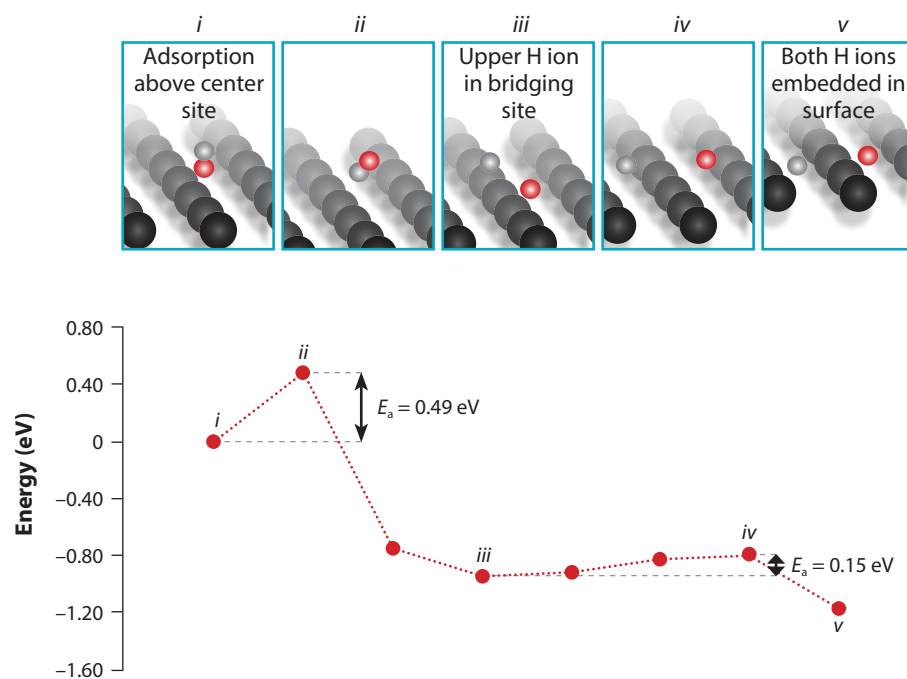 i
ii
iii
iv
v
Adsorption
above center
site
Upper H ion
in bridging
site
Both H ions
embedded in
surface
Energy (eV)
0.80
0.40
0
–0.40
–0.80
–1.20
–1.60
i
ii
Eₐ = 0.49 eV
iii
iv
Eₐ = 0.15 eV
v